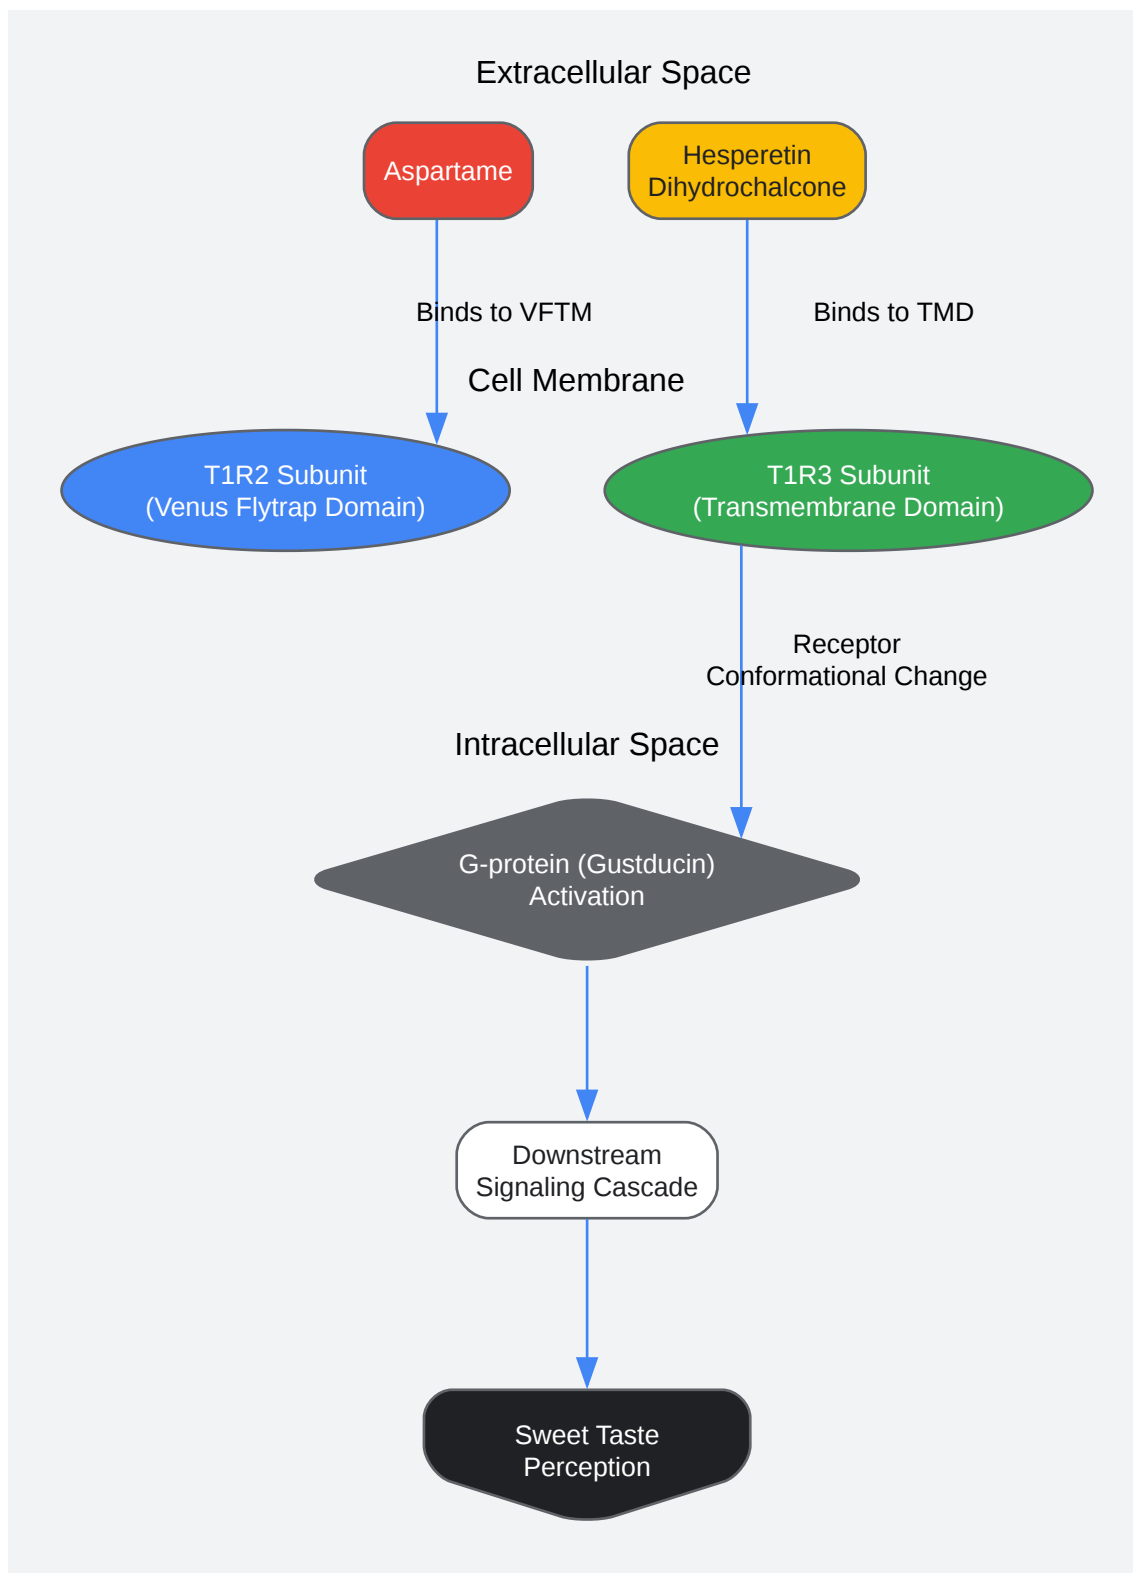 Extracellular Space
Aspartame
Hesperetin
Dihydrochalcone
Binds to VFTM
Binds to TMD
Cell Membrane
T1R2 Subunit
(Venus Flytrap Domain)
T1R3 Subunit
(Transmembrane Domain)
Receptor
Conformational Change
Intracellular Space
G-protein (Gustducin)
Activation
Downstream
Signaling Cascade
Sweet Taste
Perception